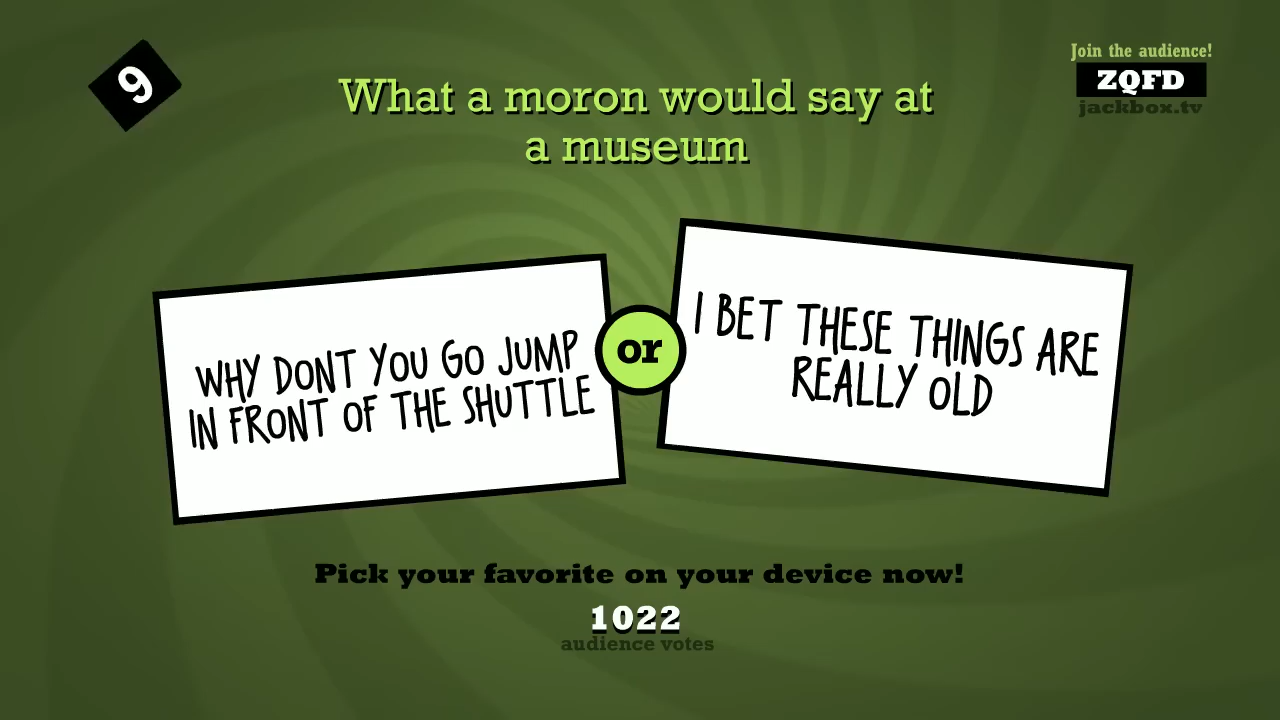 9
Join the audience!
ZQFD
jackbox.tv
What a moron would say at
a museum
WHY DONT YOU GO JUMP
IN FRONT OF THE SHUTTLE
or
I BET THESE THINGS ARE
REALLY OLD
Pick your favorite on your device now!
1022
audience votes